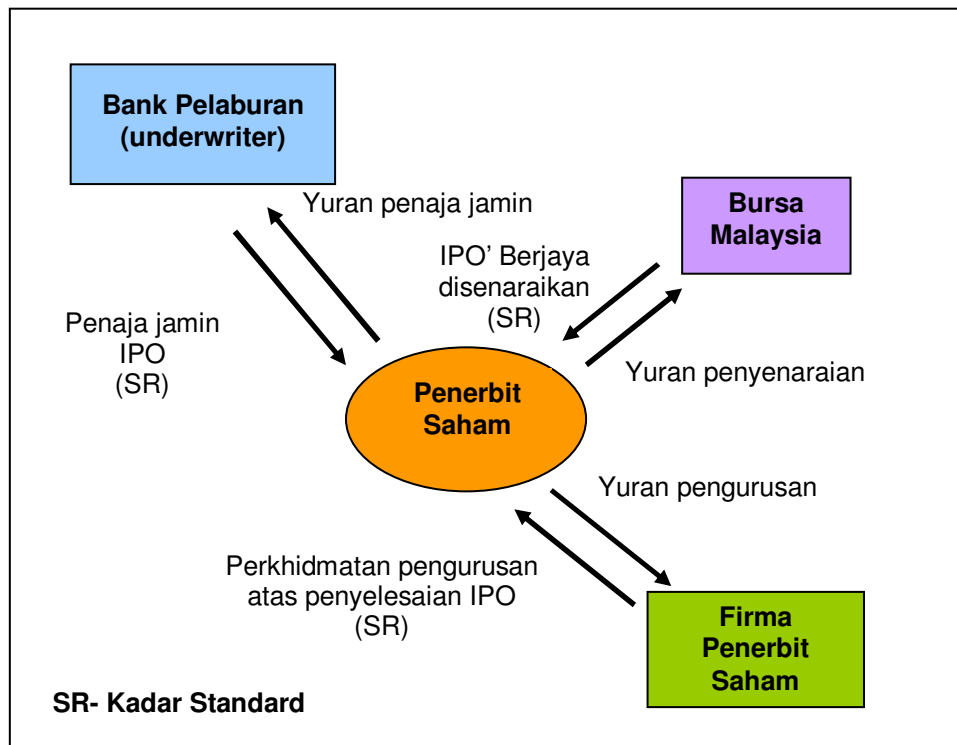 Bank Pelaburan
(underwriter)
Yuran penaja jamin
Bursa
Malaysia
IPO’ Berjaya
disenaraikan
(SR)
Penaja jamin
IPO
(SR)
Yuran penyenaraian
Penerbit
Saham
Yuran pengurusan
Perkhidmatan pengurusan
atas penyelesaian IPO
(SR)
Firma
Penerbit
Saham
SR- Kadar Standard